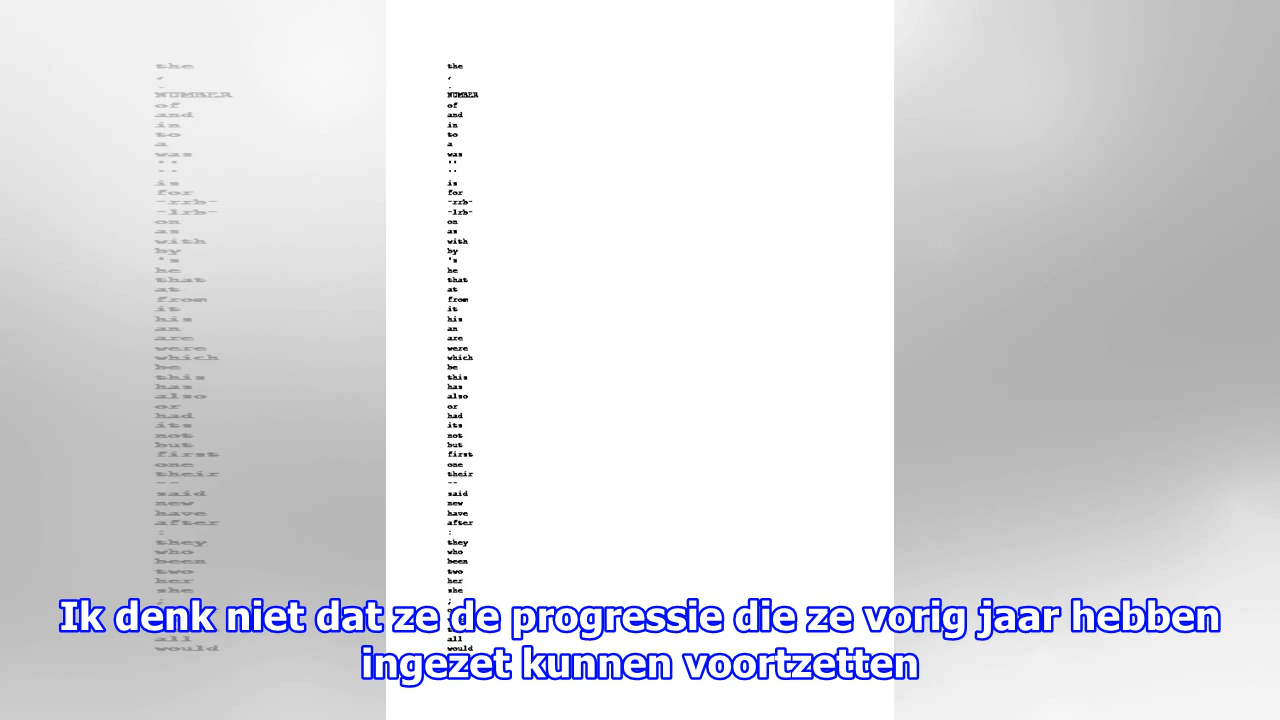 the
,
.
NUMBER
of
and
in
to
a
was
''
``
is
for
-rrb-
-lrb-
on
as
with
by
's
he
that
at
from
it
his
an
are
were
which
be
this
has
also
or
had
its
not
but
first
one
their
--
said
new
have
after
:
they
who
been
two
her
she
;
all
would
Ik denk niet dat ze de progressie die ze vorig jaar hebben
ingezet kunnen voortzetten